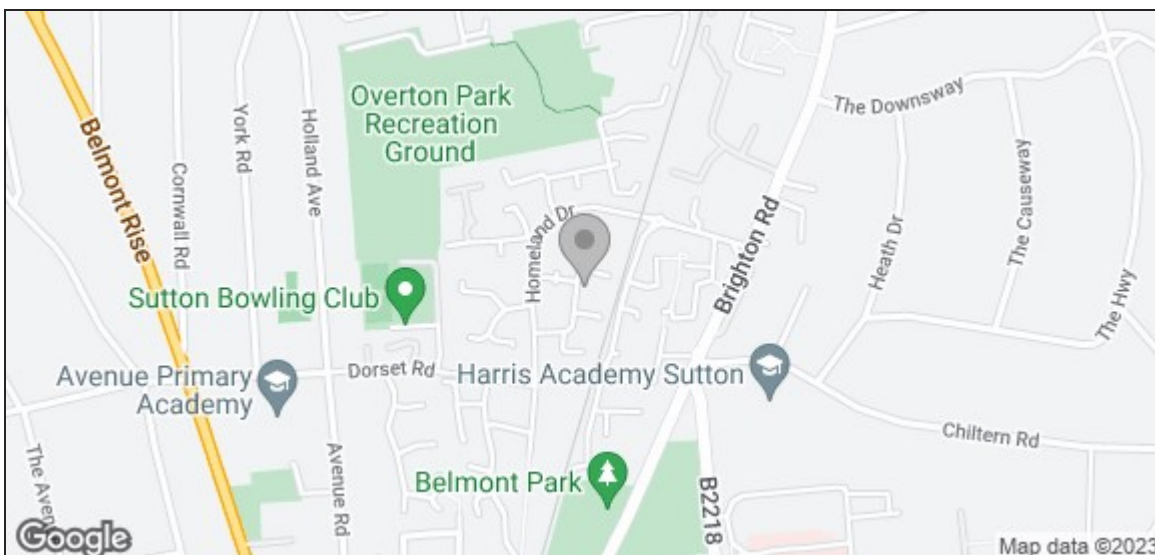 Overton Park
Recreation
Ground
The Downsway
Belmont Rise
Cornwall Rd
York Rd
Holland Ave
Homeland Dr
Brighton Rd
Heath Dr
The Causeway
The Hwy
Sutton Bowling Club
Avenue Primary
Academy
Dorset Rd
Harris Academy Sutton
Chiltern Rd
The Aven
Avenue Rd
Belmont Park
B2218
Google
Map data ©2023